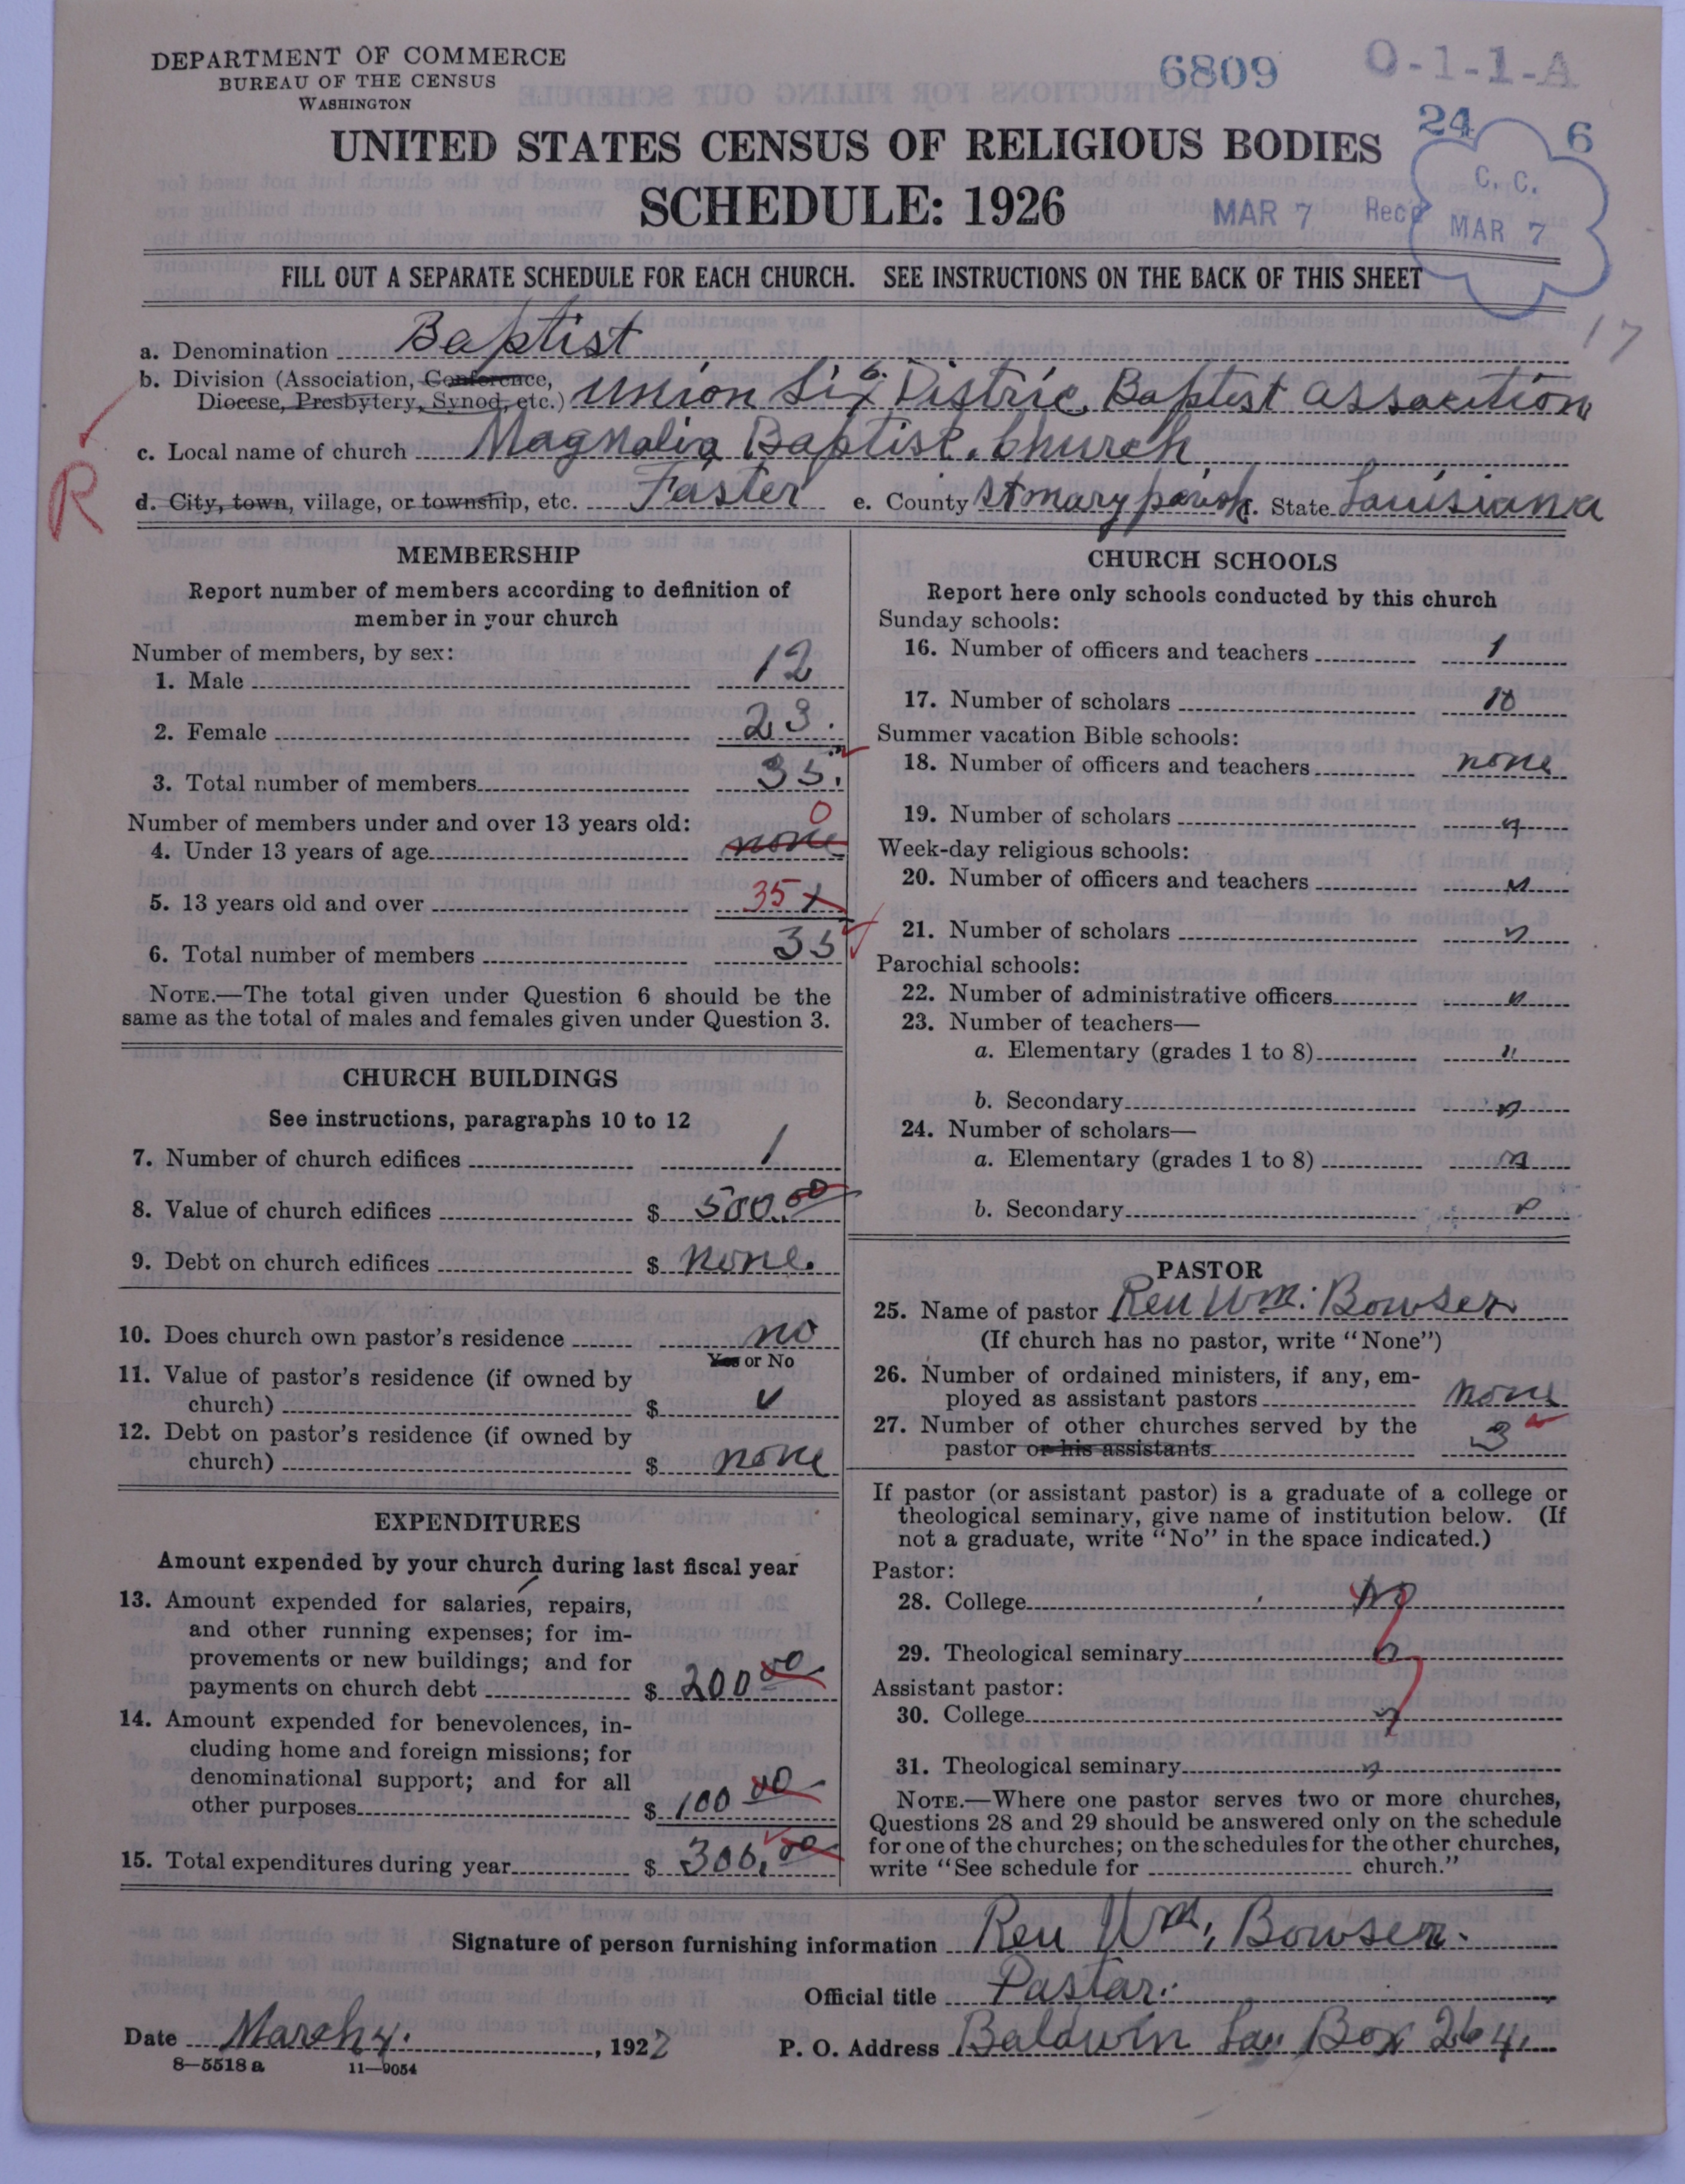 DEPARTMENT OF COMMERCE
BUREAU OF THE CENSUS
WASHINGTON
6809
O-1-1-A
UNITED STATES CENSUS OF RELIGIOUS BODIES
SCHEDULE: 1926
24 6
C. C.
MAR 7 Recd MAR 7
FILL OUT A SEPARATE SCHEDULE FOR EACH CHURCH. SEE INSTRUCTIONS ON THE BACK OF THIS SHEET
17
a. Denomination Baptist
b. Division (Association, Conference,
Diocese, Presbytery, Synod, etc.) Union Six 6. Distric Baptist Assocition
R
c. Local name of church Magnolia Baptist Church
d. City, town, village, or township, etc. Faster e. County St mary parish f. State Louisiana
MEMBERSHIP
Report number of members according to definition of
member in your church
Number of members, by sex:
1. Male 12
2. Female 23.
3. Total number of members 35.
Number of members under and over 13 years old:
0
4. Under 13 years of age none
5. 13 years old and over 35
6. Total number of members 35
NOTE.—The total given under Question 6 should be the
same as the total of males and females given under Question 3.
CHURCH BUILDINGS
See instructions, paragraphs 10 to 12
7. Number of church edifices 1
8. Value of church edifices $ 500.00
9. Debt on church edifices $ none.
10. Does church own pastor's residence no
Yes or No
11. Value of pastor's residence (if owned by
church) $
12. Debt on pastor's residence (if owned by
church) $ none
EXPENDITURES
Amount expended by your church during last fiscal year
13. Amount expended for salaries, repairs,
and other running expenses; for im-
provements or new buildings; and for
payments on church debt $ 200 00
14. Amount expended for benevolences, in-
cluding home and foreign missions; for
denominational support; and for all
other purposes $ 100 00
15. Total expenditures during year $ 300.00
CHURCH SCHOOLS
Report here only schools conducted by this church
Sunday schools:
16. Number of officers and teachers 1
17. Number of scholars 10
Summer vacation Bible schools:
18. Number of officers and teachers none
19. Number of scholars
Week-day religious schools:
20. Number of officers and teachers
21. Number of scholars
Parochial schools:
22. Number of administrative officers
23. Number of teachers—
a. Elementary (grades 1 to 8) "
b. Secondary
24. Number of scholars—
a. Elementary (grades 1 to 8)
b. Secondary
PASTOR
25. Name of pastor Rev Wm: Bowser
(If church has no pastor, write "None")
26. Number of ordained ministers, if any, em-
ployed as assistant pastors none
27. Number of other churches served by the
pastor or his assistants 3
If pastor (or assistant pastor) is a graduate of a college or
theological seminary, give name of institution below. (If
not a graduate, write "No" in the space indicated.)
Pastor:
28. College no
29. Theological seminary
Assistant pastor:
30. College
31. Theological seminary
NOTE.—Where one pastor serves two or more churches,
Questions 28 and 29 should be answered only on the schedule
for one of the churches; on the schedules for the other churches,
write "See schedule for church."
Signature of person furnishing information Rev Wm: Bowser.
Official title Pastar.
Date March 4. , 1927 P. O. Address Baldwin La Box 264.
8—5518 a 11—9054